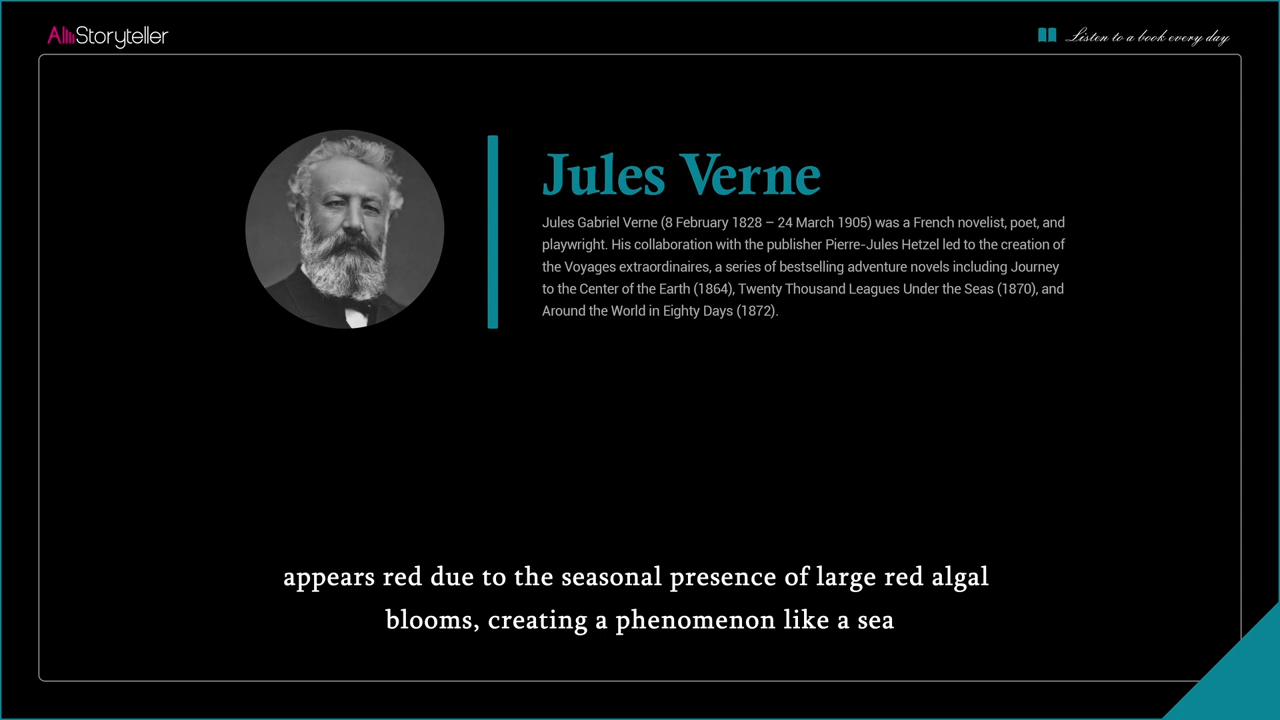 AllStoryteller
Listen to a book every day
Jules Verne
Jules Gabriel Verne (8 February 1828 – 24 March 1905) was a French novelist, poet, and
playwright. His collaboration with the publisher Pierre-Jules Hetzel led to the creation of
the Voyages extraordinaires, a series of bestselling adventure novels including Journey
to the Center of the Earth (1864), Twenty Thousand Leagues Under the Seas (1870), and
Around the World in Eighty Days (1872).
appears red due to the seasonal presence of large red algal
blooms, creating a phenomenon like a sea